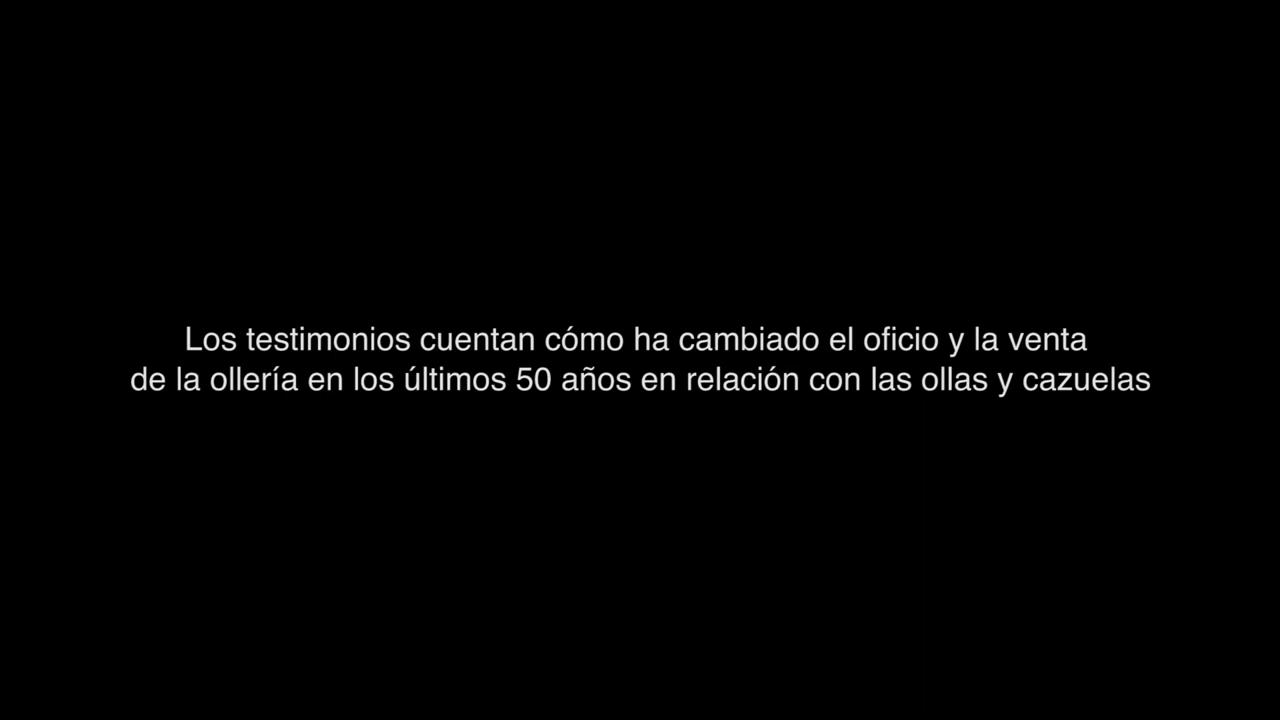 Los testimonios cuentan cómo ha cambiado el oficio y la venta
de la ollería en los últimos 50 años en relación con las ollas y cazuelas